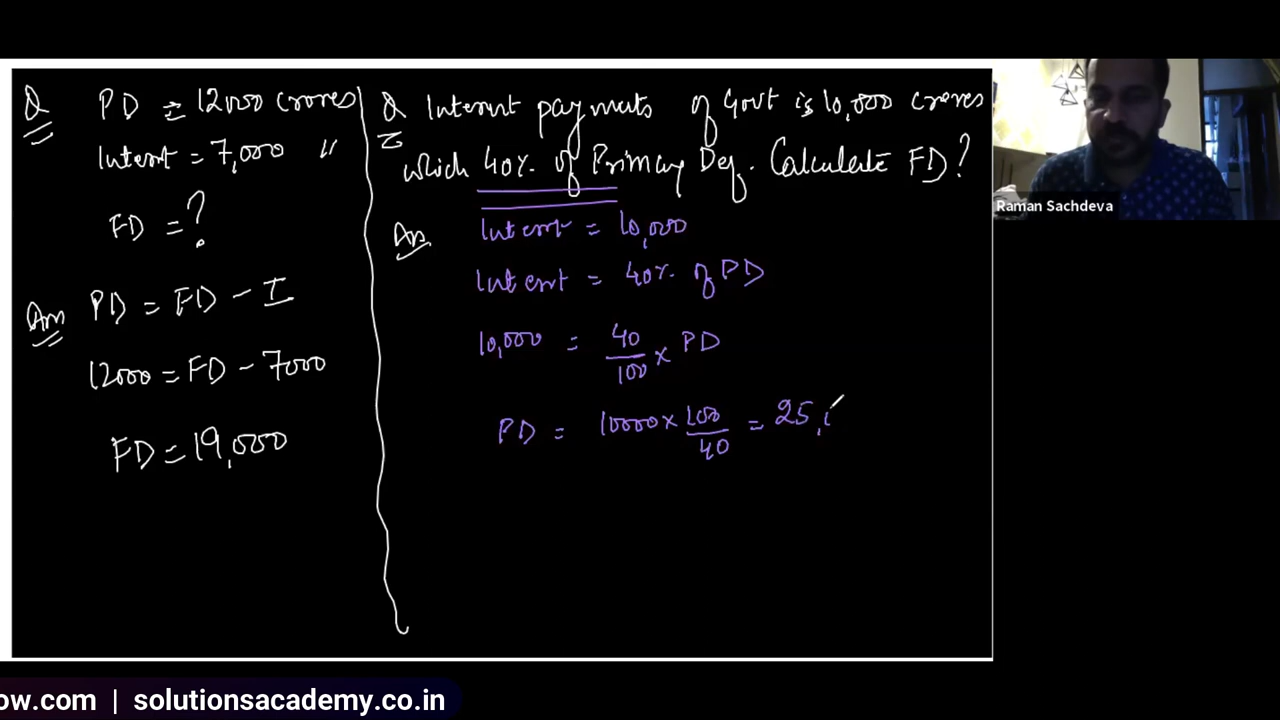 Q PD = 12000 crores
Interest = 7,000 "
FD = ?
Ans PD = FD - I
12000 = FD - 7000
FD = 19,000
Q Interest payments of Govt is 10,000 crores
which 40% of Primary Def. Calculate FD?
Ans Interest = 10,000
Interest = 40% of PD
10,000 = 40/100 × PD
PD = 10000 × 100/40 = 25,
Raman Sachdeva
ow.com | solutionsacademy.co.in